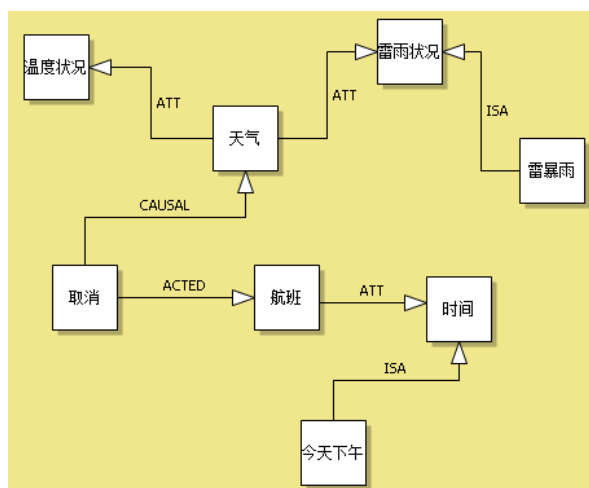 温度状况
雷雨状况
ATT
ATT
ISA
天气
雷暴雨
CAUSAL
取消
ACTED
航班
ATT
时间
ISA
今天下午